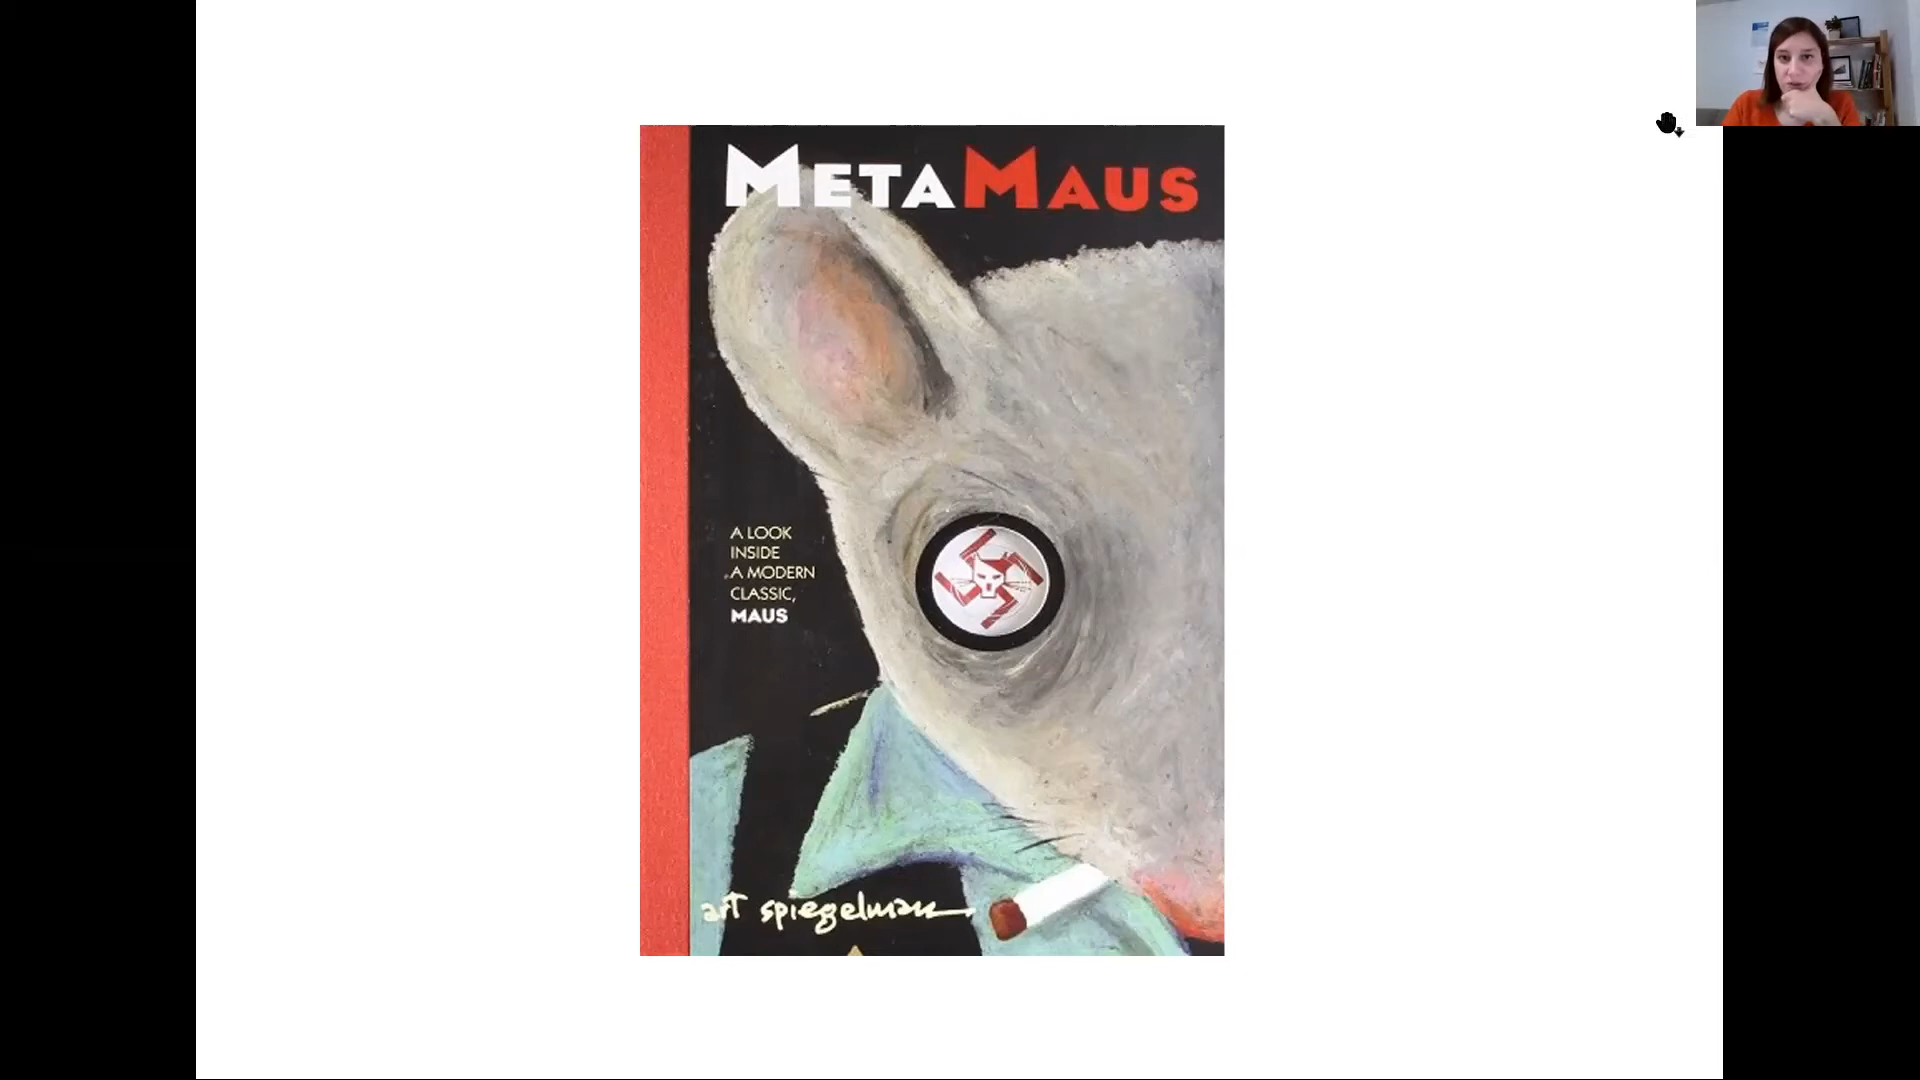 METAMAUS
A LOOK
INSIDE
A MODERN
CLASSIC,
MAUS
art spiegelman